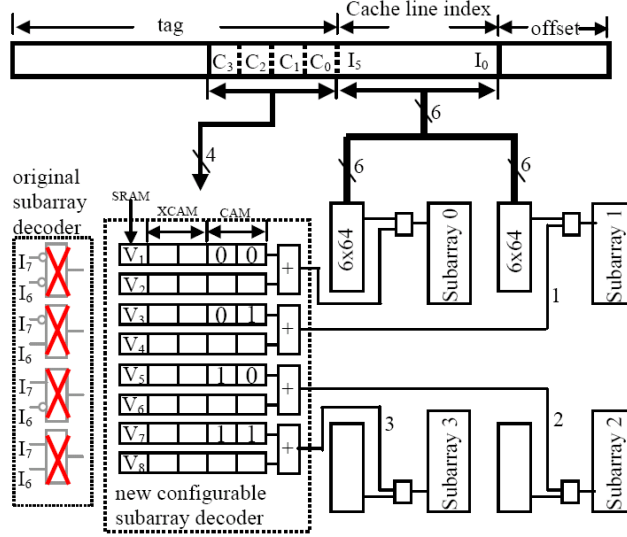 tag
Cache line index
offset
C3 C2 C1 C0 I5 I0
4
6
6
6
original
subarray
decoder
SRAM
XCAM
CAM
I7
I6
I7
I6
I7
I6
I7
I6
V1 0 0
V2
V3 0 1
V4
V5 1 0
V6
V7 1 1
V8
+
+
+
+
new configurable
subarray decoder
6x64
Subarray 0
6x64
Subarray 1
1
3
Subarray 3
2
Subarray 2